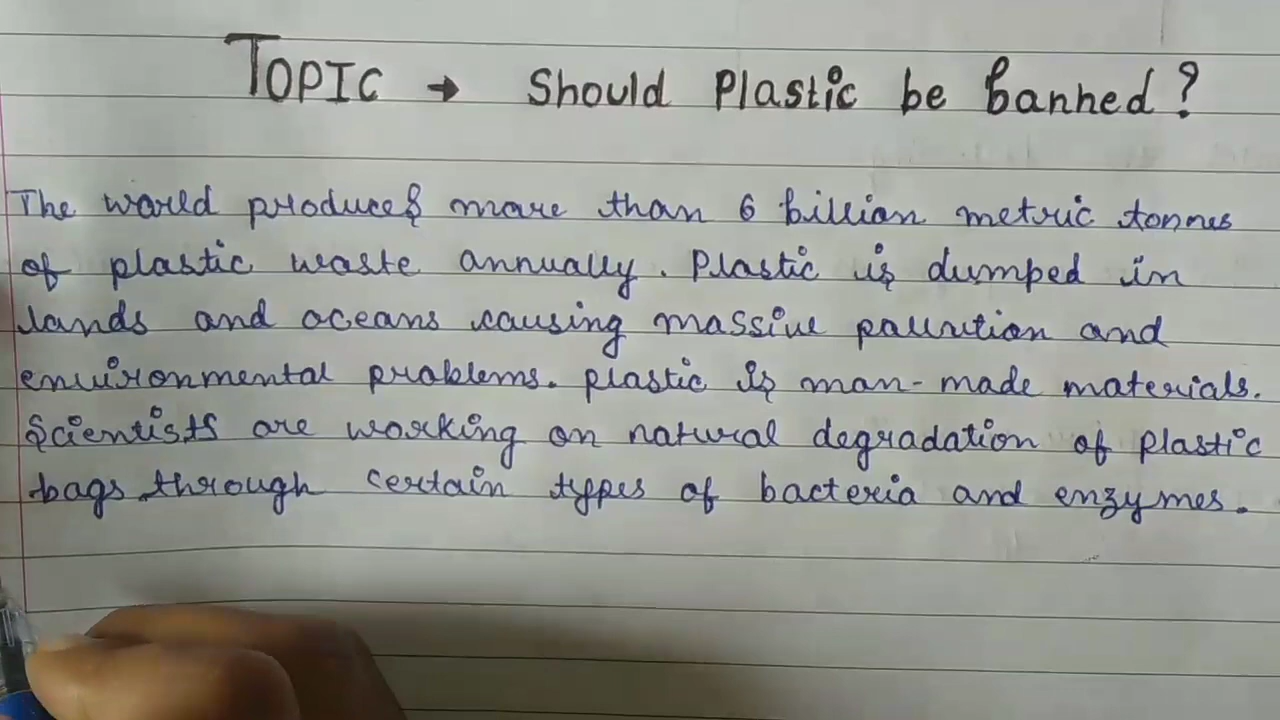 TOPIC → Should Plastic be banned?
The world produces more than 6 billion metric tonnes
of plastic waste annually. Plastic is dumped in
lands and oceans causing massive pollution and
environmental problems. plastic is man-made materials.
Scientists are working on natural degradation of plastic
bags through certain types of bacteria and enzymes.